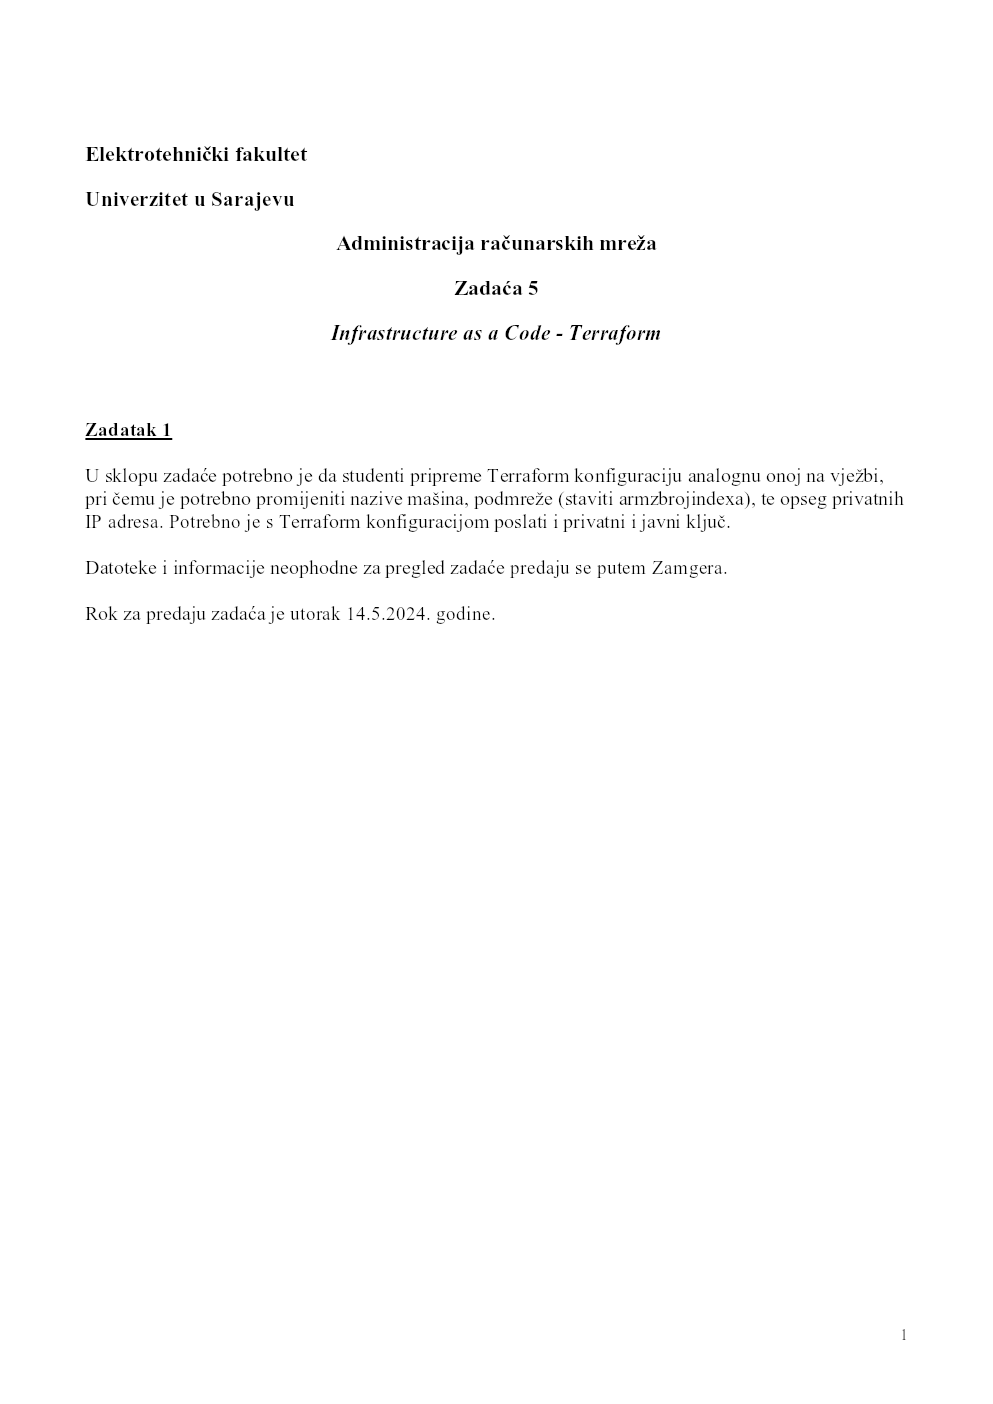 Elektrotehnički fakultet
Univerzitet u Sarajevu
Administracija računarskih mreža
Zadaća 5
Infrastructure as a Code - Terraform
Zadatak 1
U sklopu zadaće potrebno je da studenti pripreme Terraform konfiguraciju analognu onoj na vježbi,
pri čemu je potrebno promijeniti nazive mašina, podmreže (staviti armzbrojindexa), te opseg privatnih
IP adresa. Potrebno je s Terraform konfiguracijom poslati i privatni i javni ključ.
Datoteke i informacije neophodne za pregled zadaće predaju se putem Zamgera.
Rok za predaju zadaća je utorak 14.5.2024. godine.
1